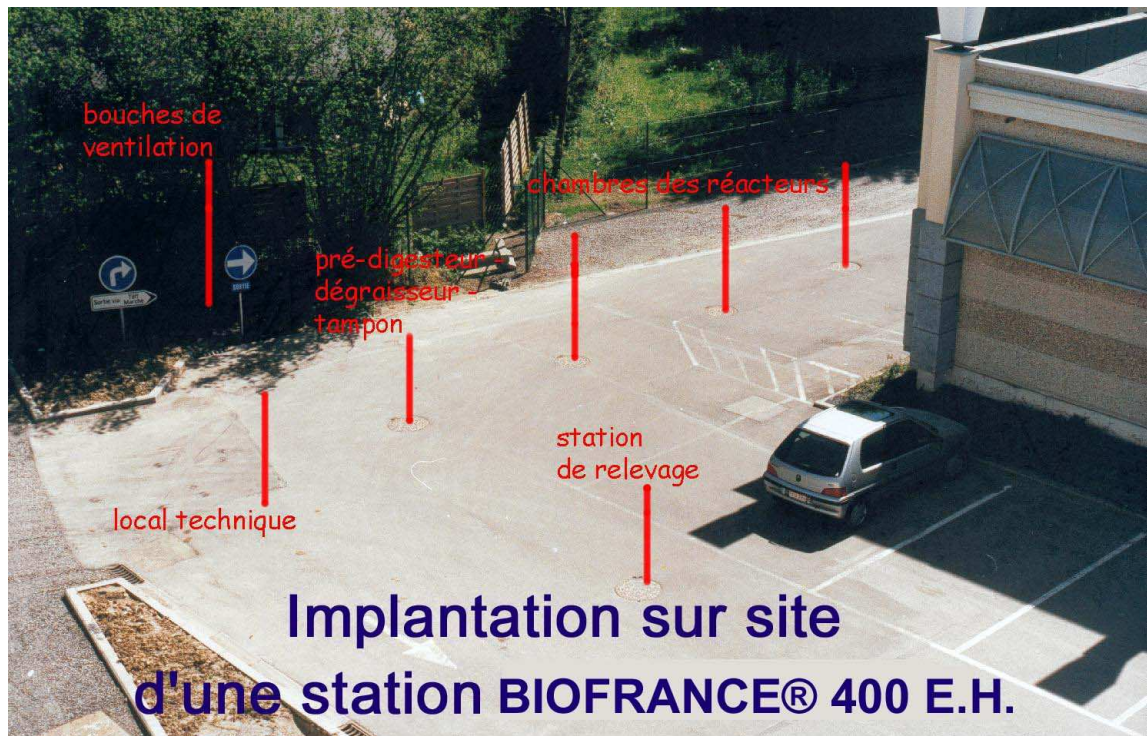 bouches de
ventilation
chambres des réacteurs
pré-digesteur -
dégraisseur -
tampon
SORTIE
station
de relevage
local technique
Implantation sur site
d'une station BIOFRANCE® 400 E.H.